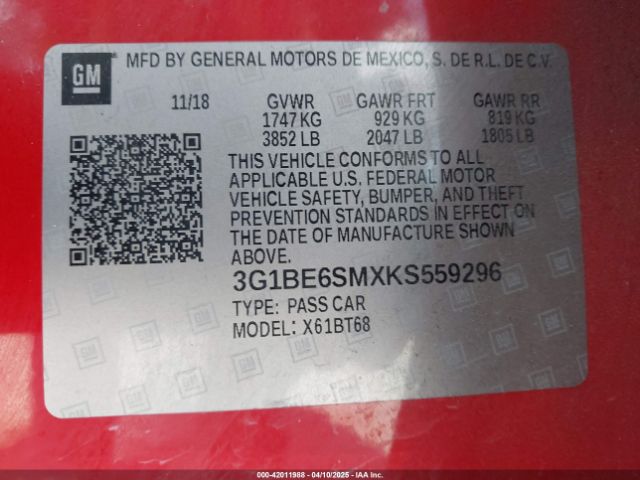 GM
MFD BY GENERAL MOTORS DE MEXICO, S. DE R.L. DE C.V.
11/18 GVWR GAWR FRT GAWR RR
1747 KG 929 KG 819 KG
3852 LB 2047 LB 1805 LB
THIS VEHICLE CONFORMS TO ALL
APPLICABLE U.S. FEDERAL MOTOR
VEHICLE SAFETY, BUMPER, AND THEFT
PREVENTION STANDARDS IN EFFECT ON
THE DATE OF MANUFACTURE SHOWN
ABOVE.
3G1BE6SMXKS559296
TYPE: PASS CAR
MODEL: X61BT68
000-42011988 - 04/10/2025 - IAA Inc.